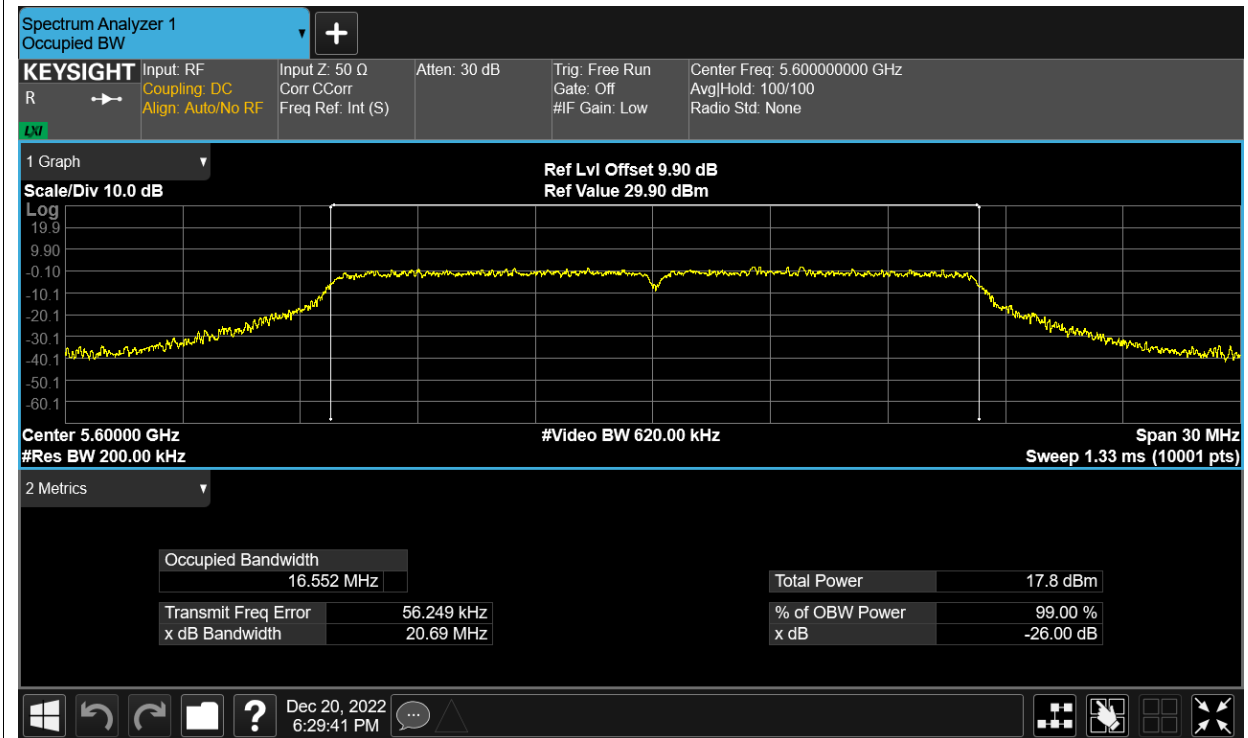 Spectrum Analyzer 1
Occupied BW
KEYSIGHT
R
LXI
Input: RF
Coupling: DC
Align: Auto/No RF
Input Z: 50 Ω
Corr CCorr
Freq Ref: Int (S)
Atten: 30 dB
Trig: Free Run
Gate: Off
#IF Gain: Low
Center Freq: 5.600000000 GHz
Avg|Hold: 100/100
Radio Std: None
1 Graph
Scale/Div 10.0 dB
Ref Lvl Offset 9.90 dB
Ref Value 29.90 dBm
Log
19.9
9.90
-0.10
-10.1
-20.1
-30.1
-40.1
-50.1
-60.1
Center 5.60000 GHz
#Video BW 620.00 kHz
Span 30 MHz
#Res BW 200.00 kHz
Sweep 1.33 ms (10001 pts)
2 Metrics
Occupied Bandwidth
16.552 MHz
Total Power 17.8 dBm
Transmit Freq Error 56.249 kHz
% of OBW Power 99.00 %
x dB Bandwidth 20.69 MHz
x dB -26.00 dB
?
Dec 20, 2022
6:29:41 PM